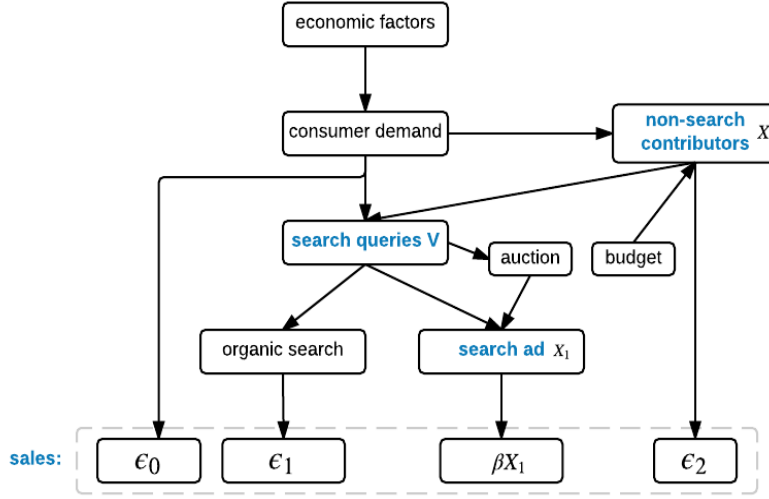 economic factors
consumer demand
non-search
contributors X
search queries V
auction
budget
organic search
search ad X₁
sales:
ϵ₀
ϵ₁
βX₁
ϵ₂